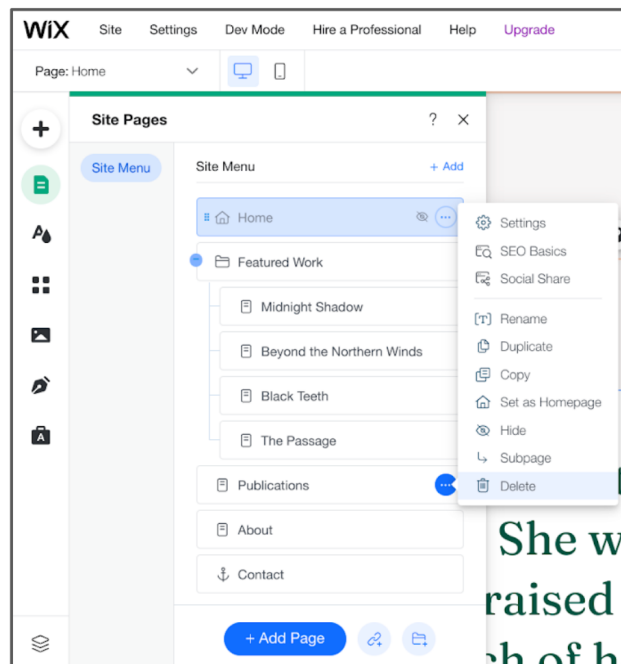 WiX Site Settings Dev Mode Hire a Professional Help Upgrade
Page: Home
Site Pages ?
Site Menu
Site Menu + Add
Home
Featured Work
Midnight Shadow
Beyond the Northern Winds
Black Teeth
The Passage
Publications
About
Contact
+ Add Page
Settings
SEO Basics
Social Share
Rename
Duplicate
Copy
Set as Homepage
Hide
Subpage
Delete
She w
raised
ch of h